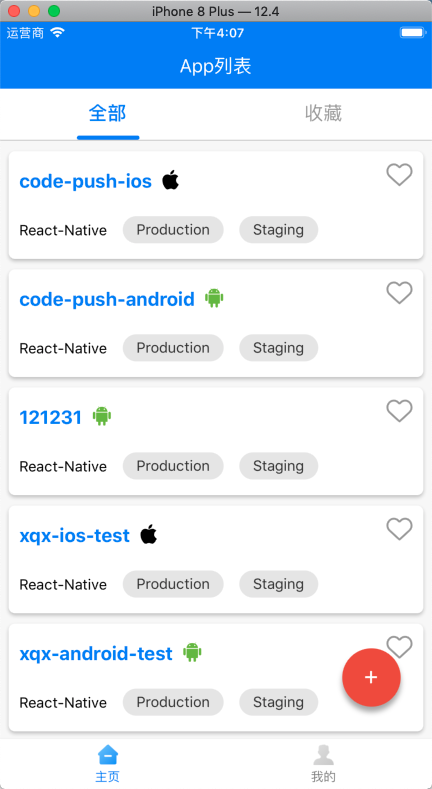 iPhone 8 Plus — 12.4
运营商 下午4:07
App列表
全部 收藏
code-push-ios
React-Native Production Staging
code-push-android
React-Native Production Staging
121231
React-Native Production Staging
xqx-ios-test
React-Native Production Staging
xqx-android-test
React-Native Production Staging
+
主页 我的